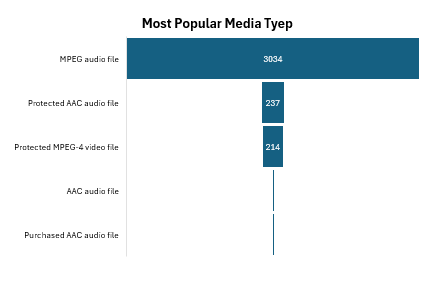 Most Popular Media Tyep
MPEG audio file
3034
Protected AAC audio file
237
Protected MPEG-4 video file
214
AAC audio file
Purchased AAC audio file